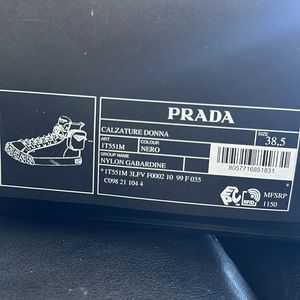 PRADA
CALZATURE DONNA
SIZE 38,5
ART. COLOUR
1T551M NERO
GROUP NAME
NYLON GABARDINE
8057716851831
* 1T551M 3LFV F0002 10 99 F 035
C098 21 104 4
RFID
MFSRP
1150